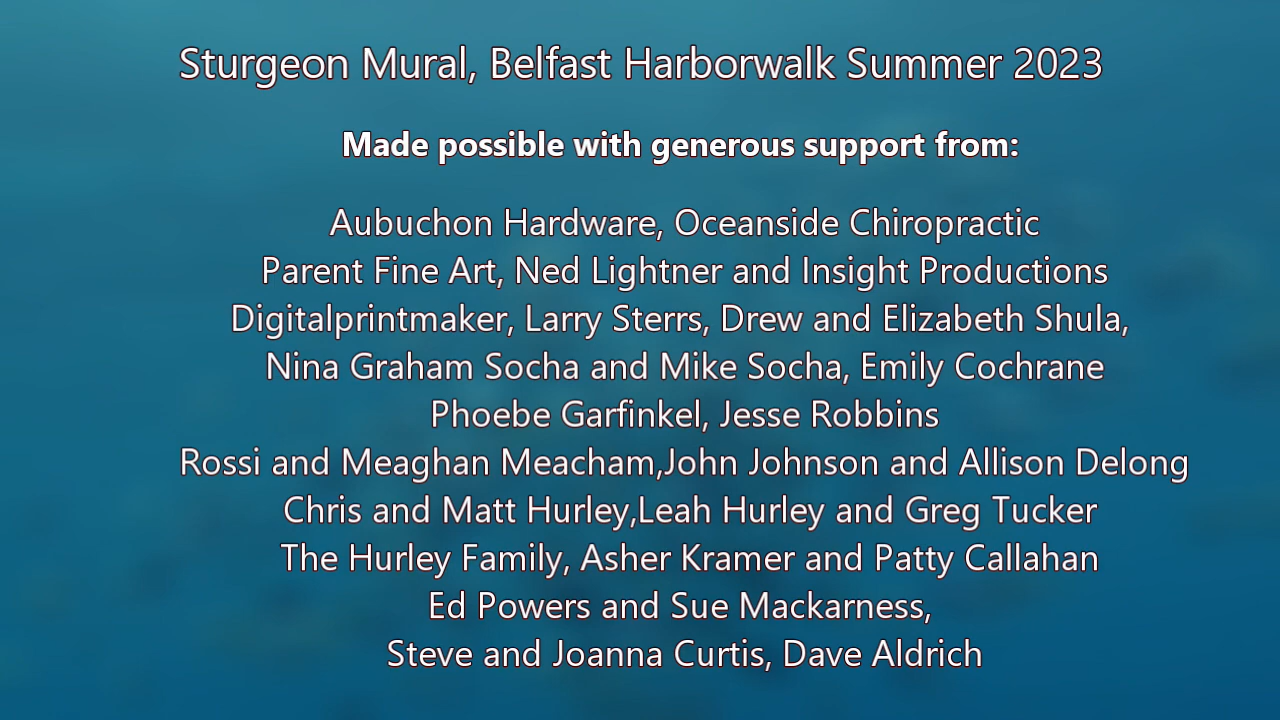 Sturgeon Mural, Belfast Harborwalk Summer 2023
Made possible with generous support from:
Aubuchon Hardware, Oceanside Chiropractic
Parent Fine Art, Ned Lightner and Insight Productions
Digitalprintmaker, Larry Sterrs, Drew and Elizabeth Shula,
Nina Graham Socha and Mike Socha, Emily Cochrane
Phoebe Garfinkel, Jesse Robbins
Rossi and Meaghan Meacham,John Johnson and Allison Delong
Chris and Matt Hurley,Leah Hurley and Greg Tucker
The Hurley Family, Asher Kramer and Patty Callahan
Ed Powers and Sue Mackarness,
Steve and Joanna Curtis, Dave Aldrich